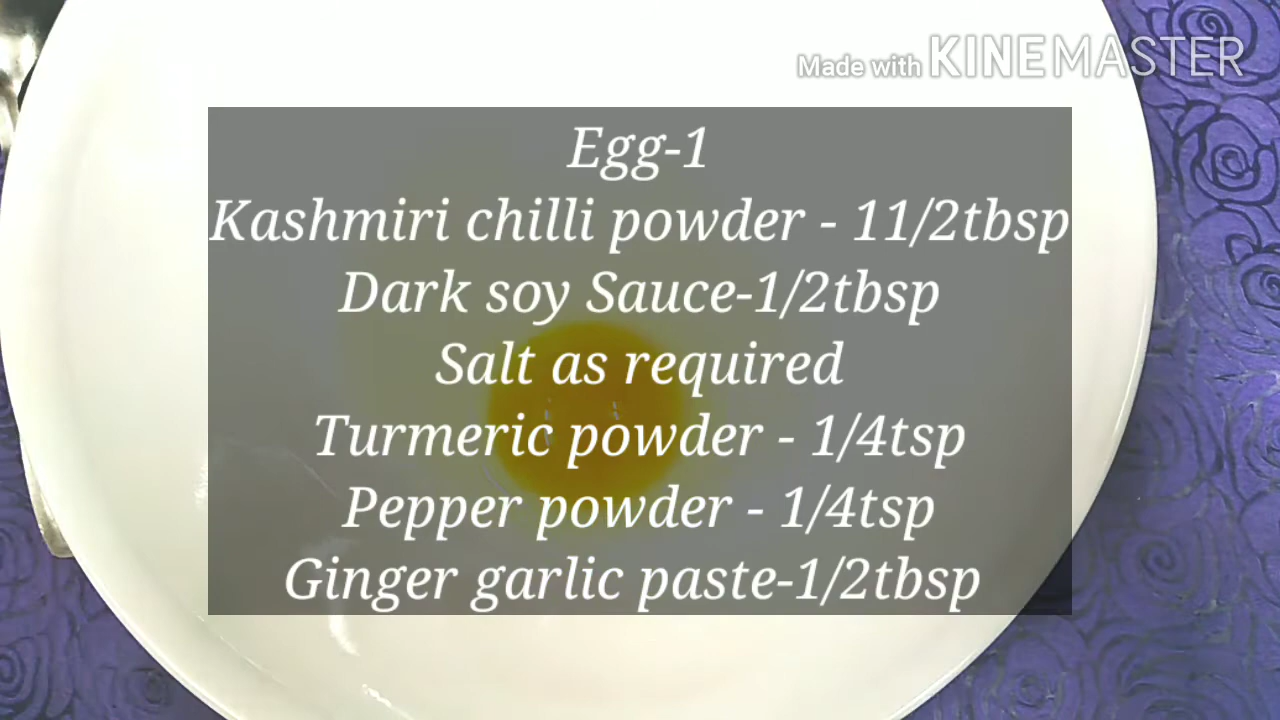 Made with KINEMASTER
Egg-1
Kashmiri chilli powder - 11/2tbsp
Dark soy Sauce-1/2tbsp
Salt as required
Turmeric powder - 1/4tsp
Pepper powder - 1/4tsp
Ginger garlic paste-1/2tbsp